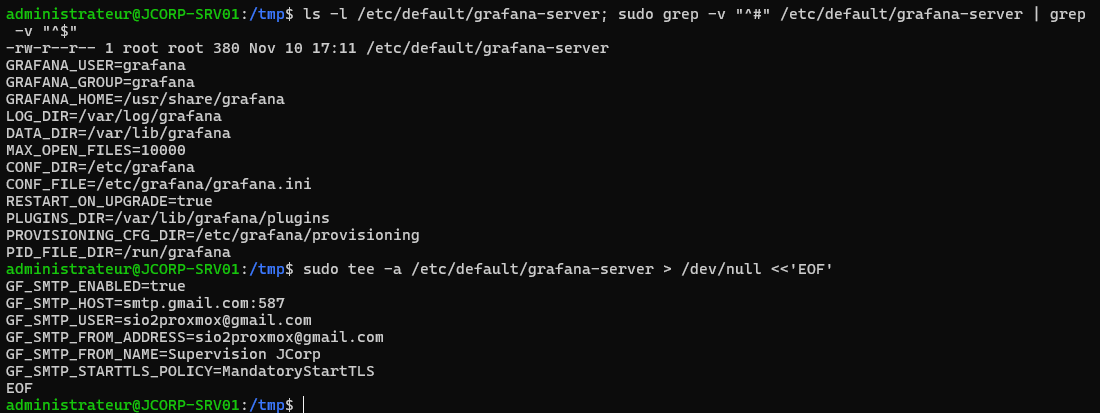 administrateur@JCORP-SRV01:/tmp$ ls -l /etc/default/grafana-server; sudo grep -v "^#" /etc/default/grafana-server | grep
 -v "^$"
-rw-r--r-- 1 root root 380 Nov 10 17:11 /etc/default/grafana-server
GRAFANA_USER=grafana
GRAFANA_GROUP=grafana
GRAFANA_HOME=/usr/share/grafana
LOG_DIR=/var/log/grafana
DATA_DIR=/var/lib/grafana
MAX_OPEN_FILES=10000
CONF_DIR=/etc/grafana
CONF_FILE=/etc/grafana/grafana.ini
RESTART_ON_UPGRADE=true
PLUGINS_DIR=/var/lib/grafana/plugins
PROVISIONING_CFG_DIR=/etc/grafana/provisioning
PID_FILE_DIR=/run/grafana
administrateur@JCORP-SRV01:/tmp$ sudo tee -a /etc/default/grafana-server > /dev/null <<'EOF'
GF_SMTP_ENABLED=true
GF_SMTP_HOST=smtp.gmail.com:587
GF_SMTP_USER=sio2proxmox@gmail.com
GF_SMTP_FROM_ADDRESS=sio2proxmox@gmail.com
GF_SMTP_FROM_NAME=Supervision JCorp
GF_SMTP_STARTTLS_POLICY=MandatoryStartTLS
EOF
administrateur@JCORP-SRV01:/tmp$